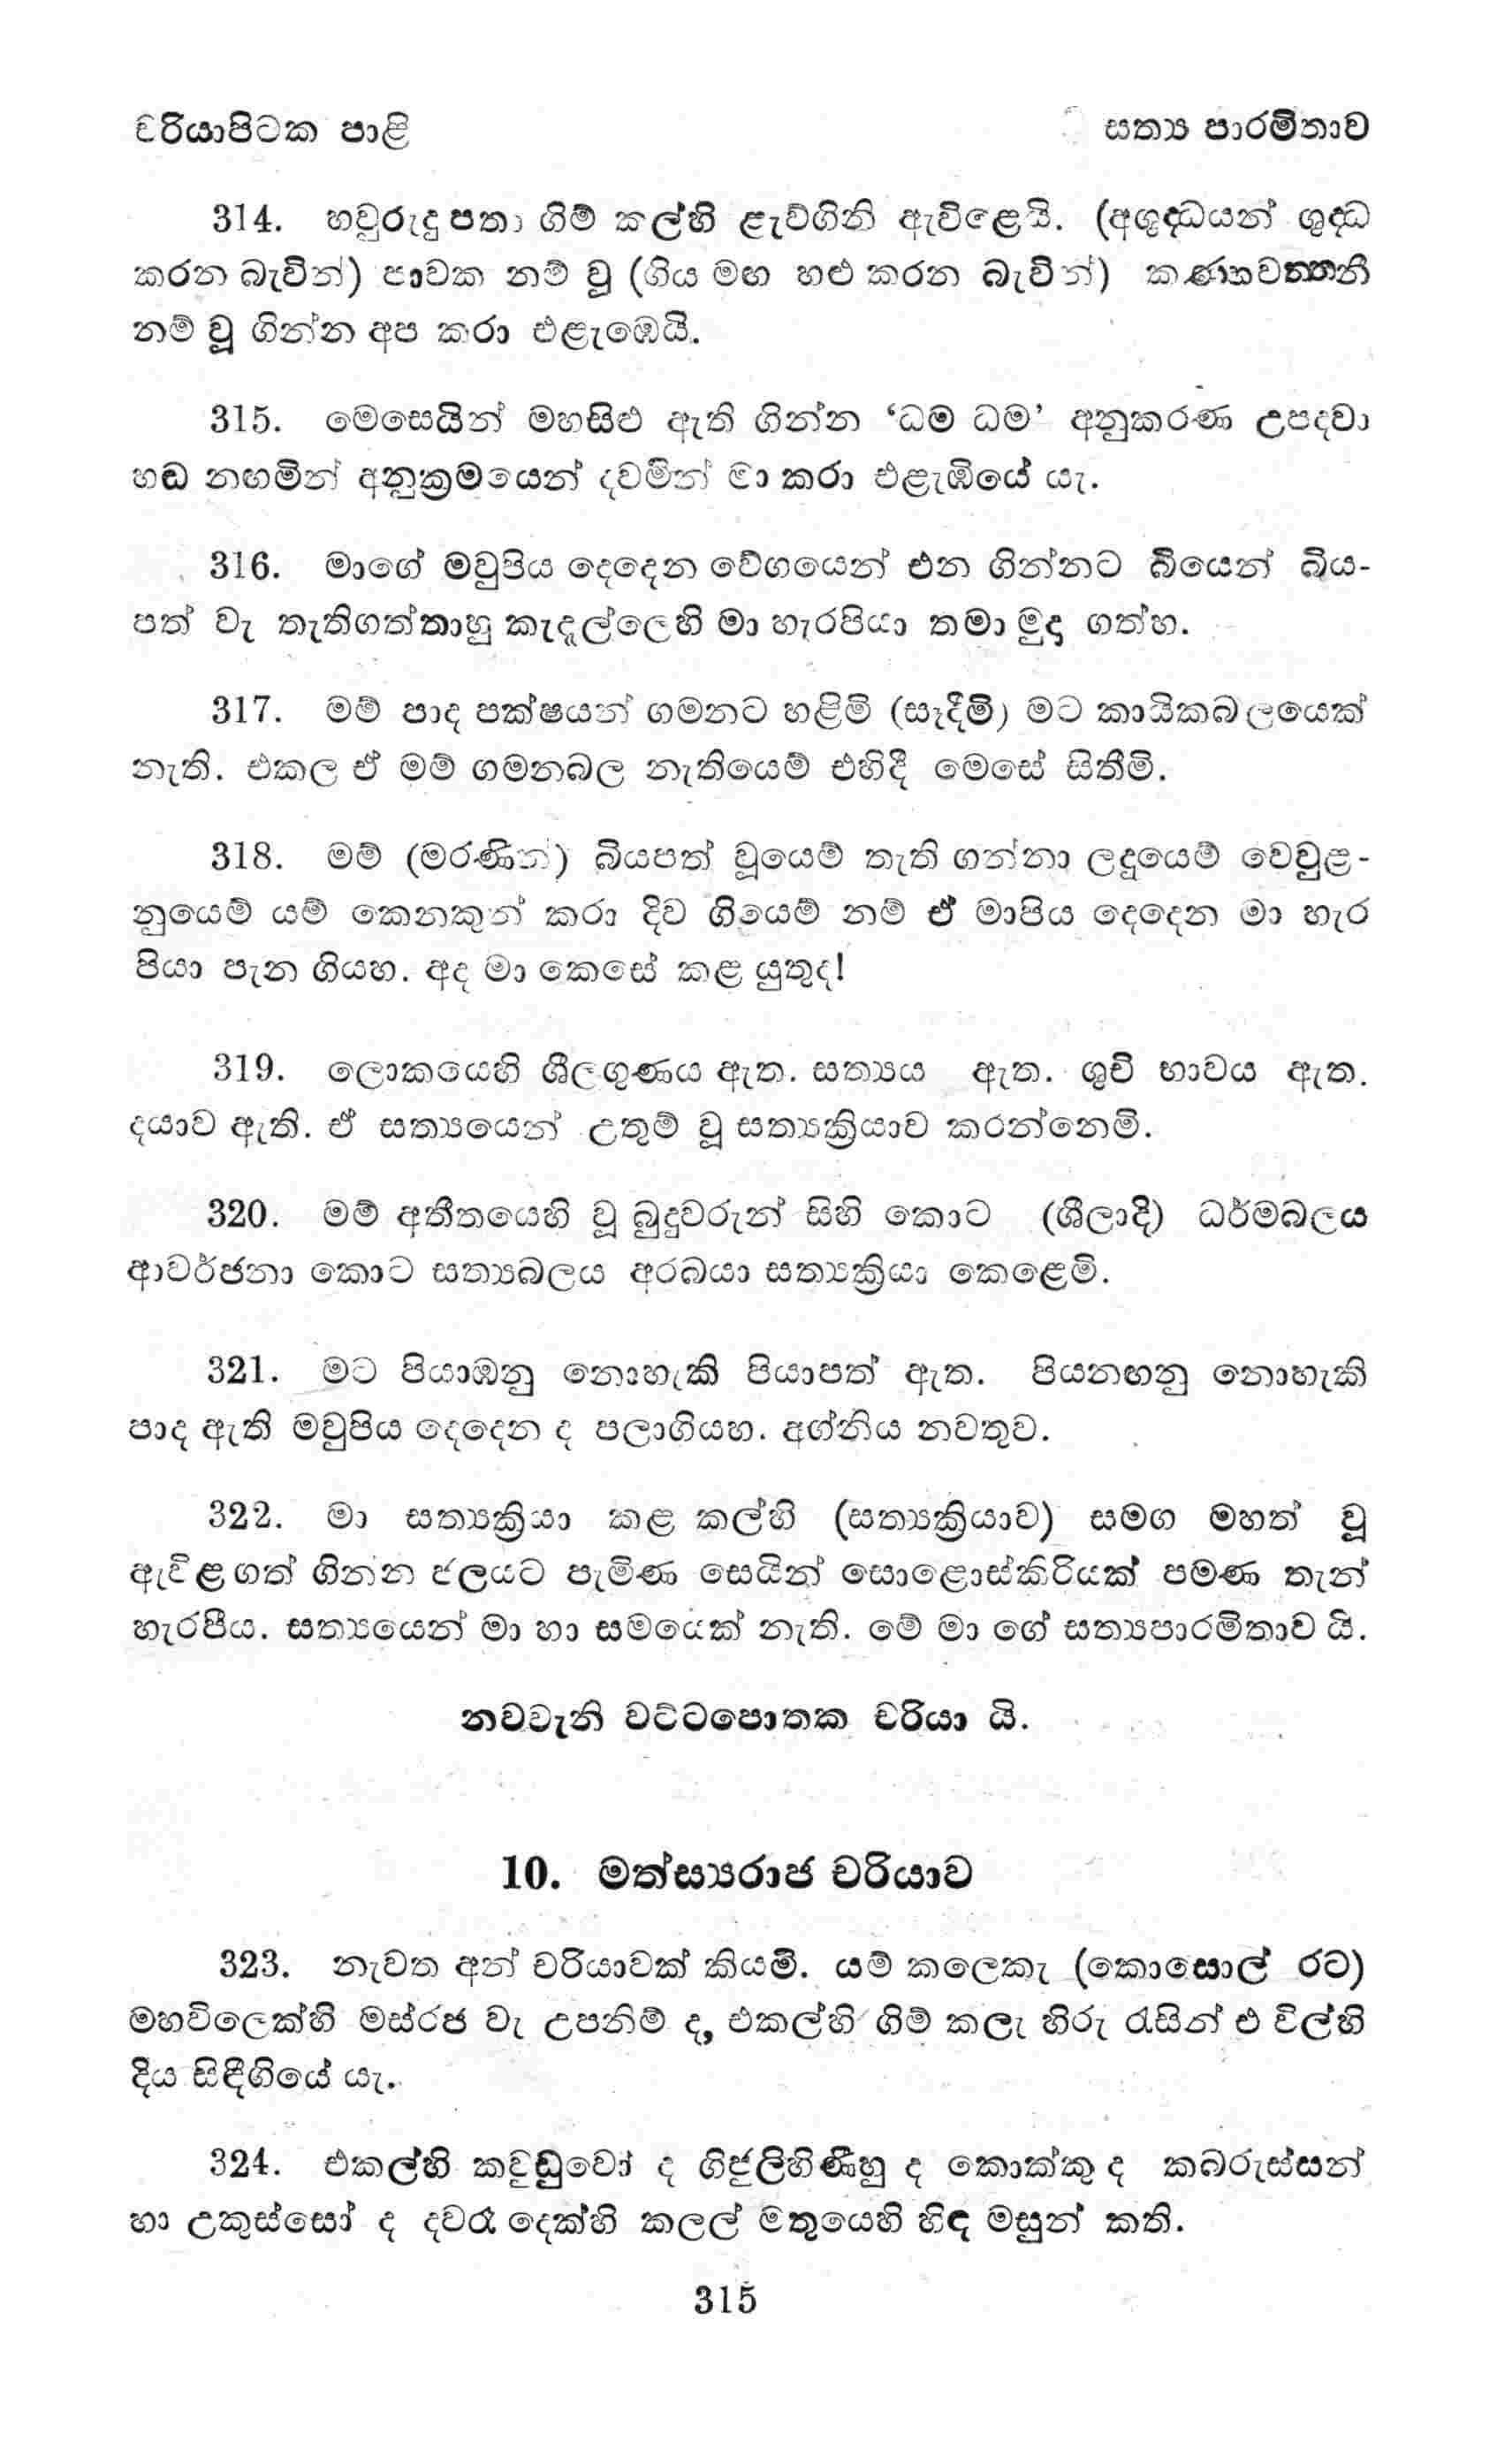 චරියාපිටක පාළි
සත්‍ය පාරමිතාව
314. හවුරුදු පතා ගිම් කල්හි ළැව්ගිනි ඇවිළෙයි. (අශුද්ධයන් ශුද්ධ
කරන බැවින්) පාවක නම් වූ (ගිය මඟ හළු කරන බැවින්) කණ්හවත්තනී
නම් වූ ගින්න අප කරා එළැඹෙයි.
315. මෙසෙයින් මහසිළු ඇති ගින්න ‘ධම ධම’ අනුකරණ උපදවා
හඬ නඟමින් අනුක්‍රමයෙන් දවමින් මා කරා එළැඹියේ යැ.
316. මාගේ මවුපිය දෙදෙන වේගයෙන් එන ගින්නට බියෙන් බිය-
පත් වැ තැතිගත්තාහු කැදැල්ලෙහි මා හැරපියා තමා මුදා ගත්හ.
317. මම් පාද පක්ෂයන් ගමනට හළිමි (සෑදීමි) මට කායිකබලයෙක්
නැති. එකල ඒ මම් ගමනබල නැතියෙම් එහිදී මෙසේ සිතීමි.
318. මම් (මරණින්) බියපත් වූයෙම් තැති ගන්නා ලදුයෙම් වෙවුළ-
නුයෙම් යම් කෙනකුන් කරා දිව ගියෙම් නම් ඒ මාපිය දෙදෙන මා හැර
පියා පැන ගියහ. අද මා කෙසේ කළ යුතුද!
319. ලොකයෙහි ශීලගුණය ඇත. සත්‍යය ඇත. ශුචි භාවය ඇත.
දයාව ඇති. ඒ සත්‍යයෙන් උතුම් වූ සත්‍යක්‍රියාව කරන්නෙමි.
320. මම් අතීතයෙහි වූ බුදුවරුන් සිහි කොට (ශීලාදි) ධර්මබලය
ආවර්ජනා කොට සත්‍යබලය අරබයා සත්‍යක්‍රියා කෙළෙමි.
321. මට පියාඹනු නොහැකි පියාපත් ඇත. පියනඟනු නොහැකි
පාද ඇති මවුපිය දෙදෙන ද පලාගියහ. අග්නිය නවතුව.
322. මා සත්‍යක්‍රියා කළ කල්හි (සත්‍යක්‍රියාව) සමග මහත් වූ
ඇවිළගත් ගින්න ජලයට පැමිණ සෙයින් සොළොස්කිරියක් පමණ තැන්
හැරපීය. සත්‍යයෙන් මා හා සමයෙක් නැති. මේ මා ගේ සත්‍යපාරමිතාව යි.
නවවැනි වට්ටපොතක චරියා යි.
10. මත්ස්‍යරාජ චරියාව
323. නැවත අන් චරියාවක් කියමි. යම් කලෙකැ (කොසොල් රට)
මහවිලෙක්හි මස්රජ වැ උපනිම් ද, එකල්හි ගිම් කලැ හිරු රැසින් එ විල්හි
දිය සිඳීගියේ යැ.
324. එකල්හි කවුඩුවෝ ද ගිජුලිහිණීහු ද කොක්කු ද කබරුස්සන්
හා උකුස්සෝ ද දවරෑ දෙක්හි කලල් මතුයෙහි හිඳ මසුන් කති.
315